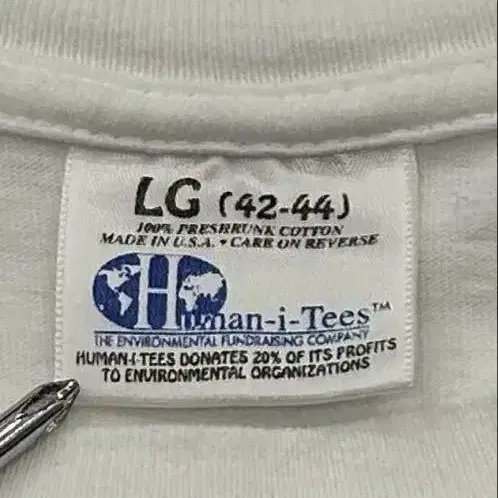 LG (42-44)
100% PRESHRUNK COTTON
MADE IN U.S.A. • CARE ON REVERSE
Human-i-Tees™
THE ENVIRONMENTAL FUNDRAISING COMPANY
HUMAN-I-TEES DONATES 20% OF ITS PROFITS
TO ENVIRONMENTAL ORGANIZATIONS